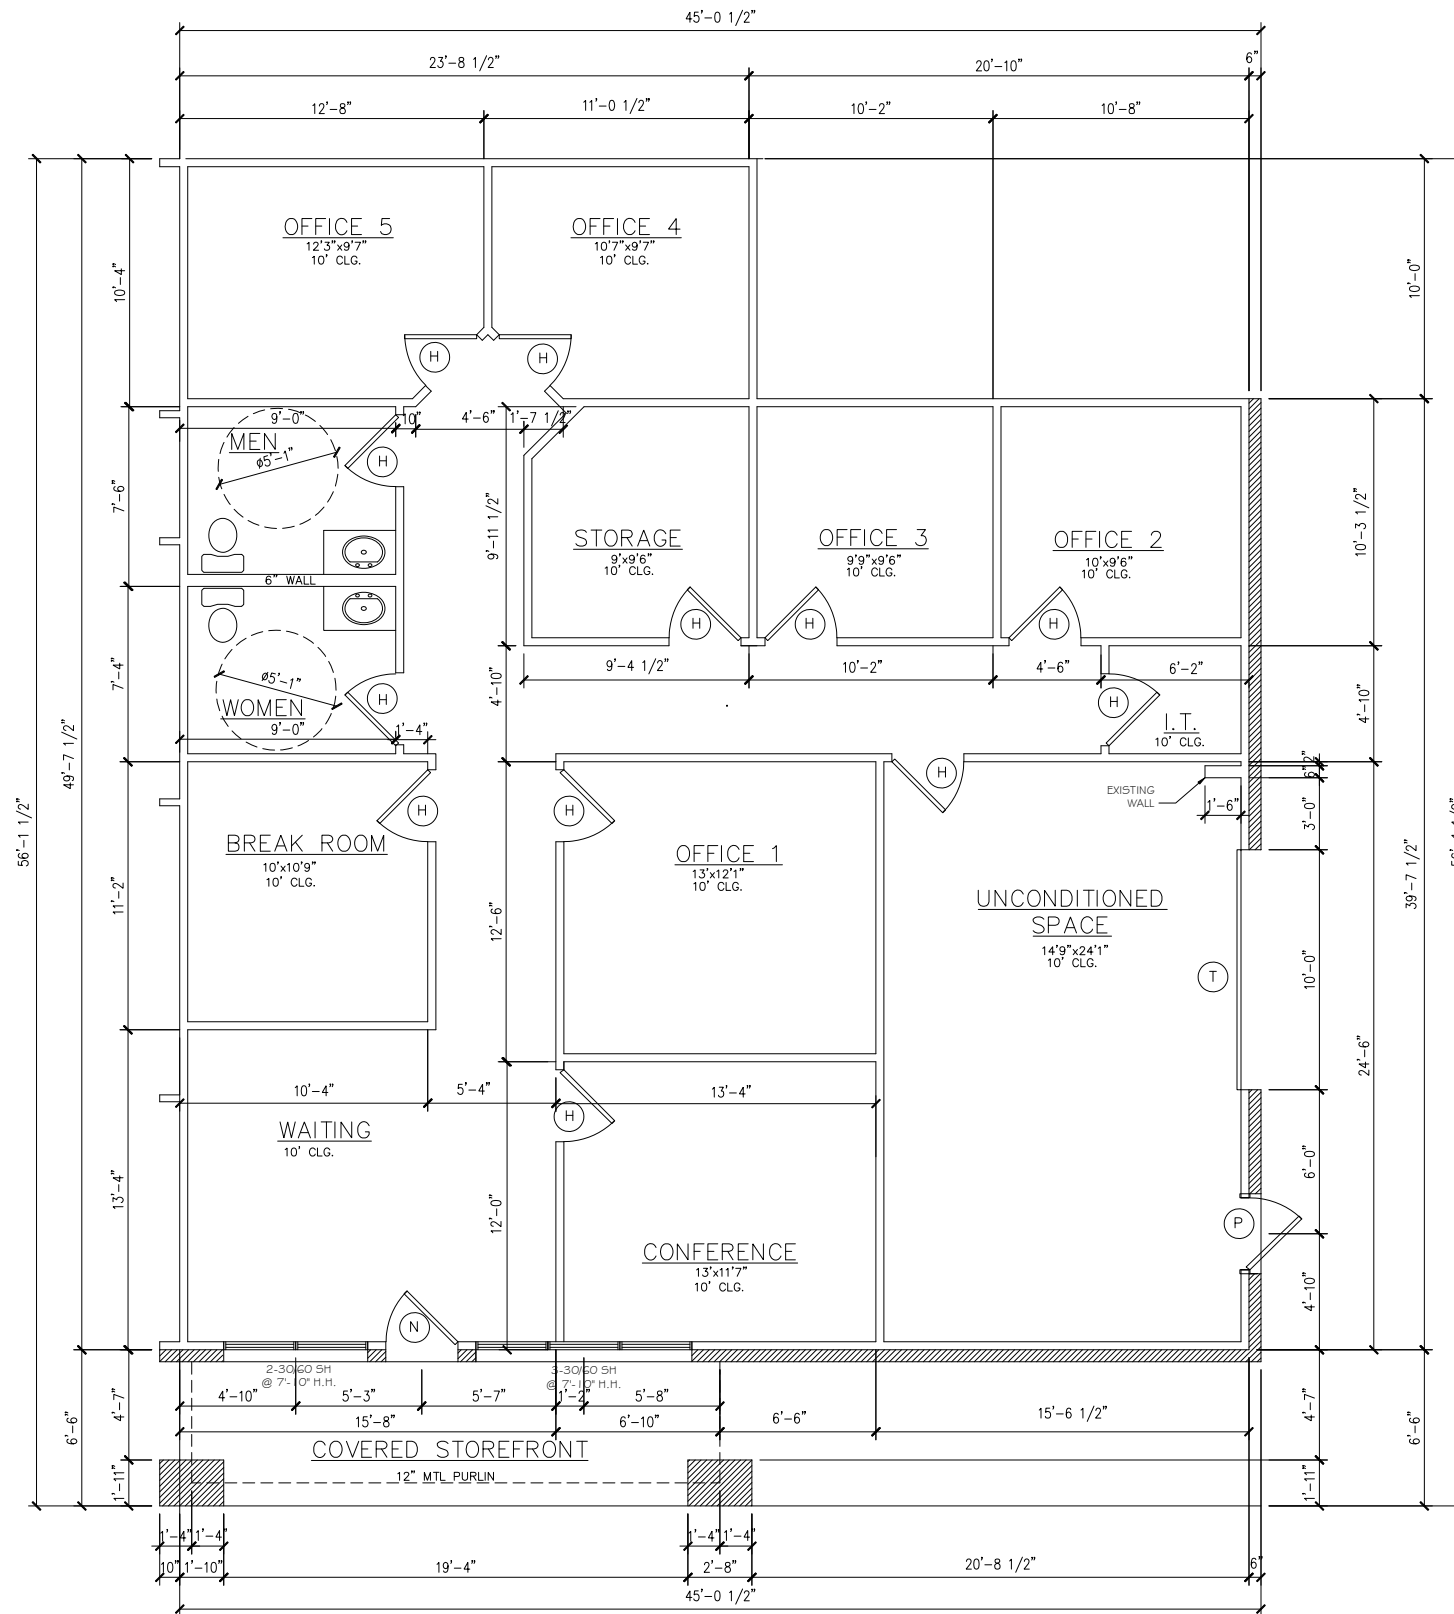 45'-0 1/2"
23'-8 1/2"
20'-10"
6"
12'-8"
11'-0 1/2"
10'-2"
10'-8"
OFFICE 5
12'3"x9'7"
10' CLG.
OFFICE 4
10'7"x9'7"
10' CLG.
10'-4"
10'-0"
H
H
9'-0"
10"
4'-6"
1'-7 1/2"
MEN
ø5'-1"
H
7'-6"
9'-11 1/2"
10'-3 1/2"
STORAGE
9'x9'6"
10' CLG.
OFFICE 3
9'9"x9'6"
10' CLG.
OFFICE 2
10'x9'6"
10' CLG.
6" WALL
H
H
H
7'-4"
ø5'-1"
WOMEN
9'-0"
1'-4"
H
4'-10"
9'-4 1/2"
10'-2"
4'-6"
6'-2"
H
I.T.
10' CLG.
4'-10"
49'-7 1/2"
56'-1 1/2"
H
EXISTING
WALL
1'-6"
6"
2"
3'-0"
H
H
BREAK ROOM
10'x10'9"
10' CLG.
OFFICE 1
13'x12'1"
10' CLG.
11'-2"
12'-6"
UNCONDITIONED
SPACE
14'9"x24'1"
10' CLG.
T
10'-0"
39'-7 1/2"
24'-6"
10'-4"
5'-4"
13'-4"
H
WAITING
10' CLG.
13'-4"
12'-0"
6'-0"
P
CONFERENCE
13'x11'7"
10' CLG.
N
4'-10"
2-30/60 SH
@ 7'-10" H.H.
3-30/60 SH
@ 7'-10" H.H.
4'-10"
5'-3"
5'-7"
1'-2"
5'-8"
15'-8"
6'-10"
6'-6"
15'-6 1/2"
4'-7"
6'-6"
4'-7"
6'-6"
COVERED STOREFRONT
12" MTL PURLIN
1'-11"
1'-11"
1'-4"
1'-4"
1'-4"
1'-4"
10"
1'-10"
19'-4"
2'-8"
20'-8 1/2"
6"
45'-0 1/2"